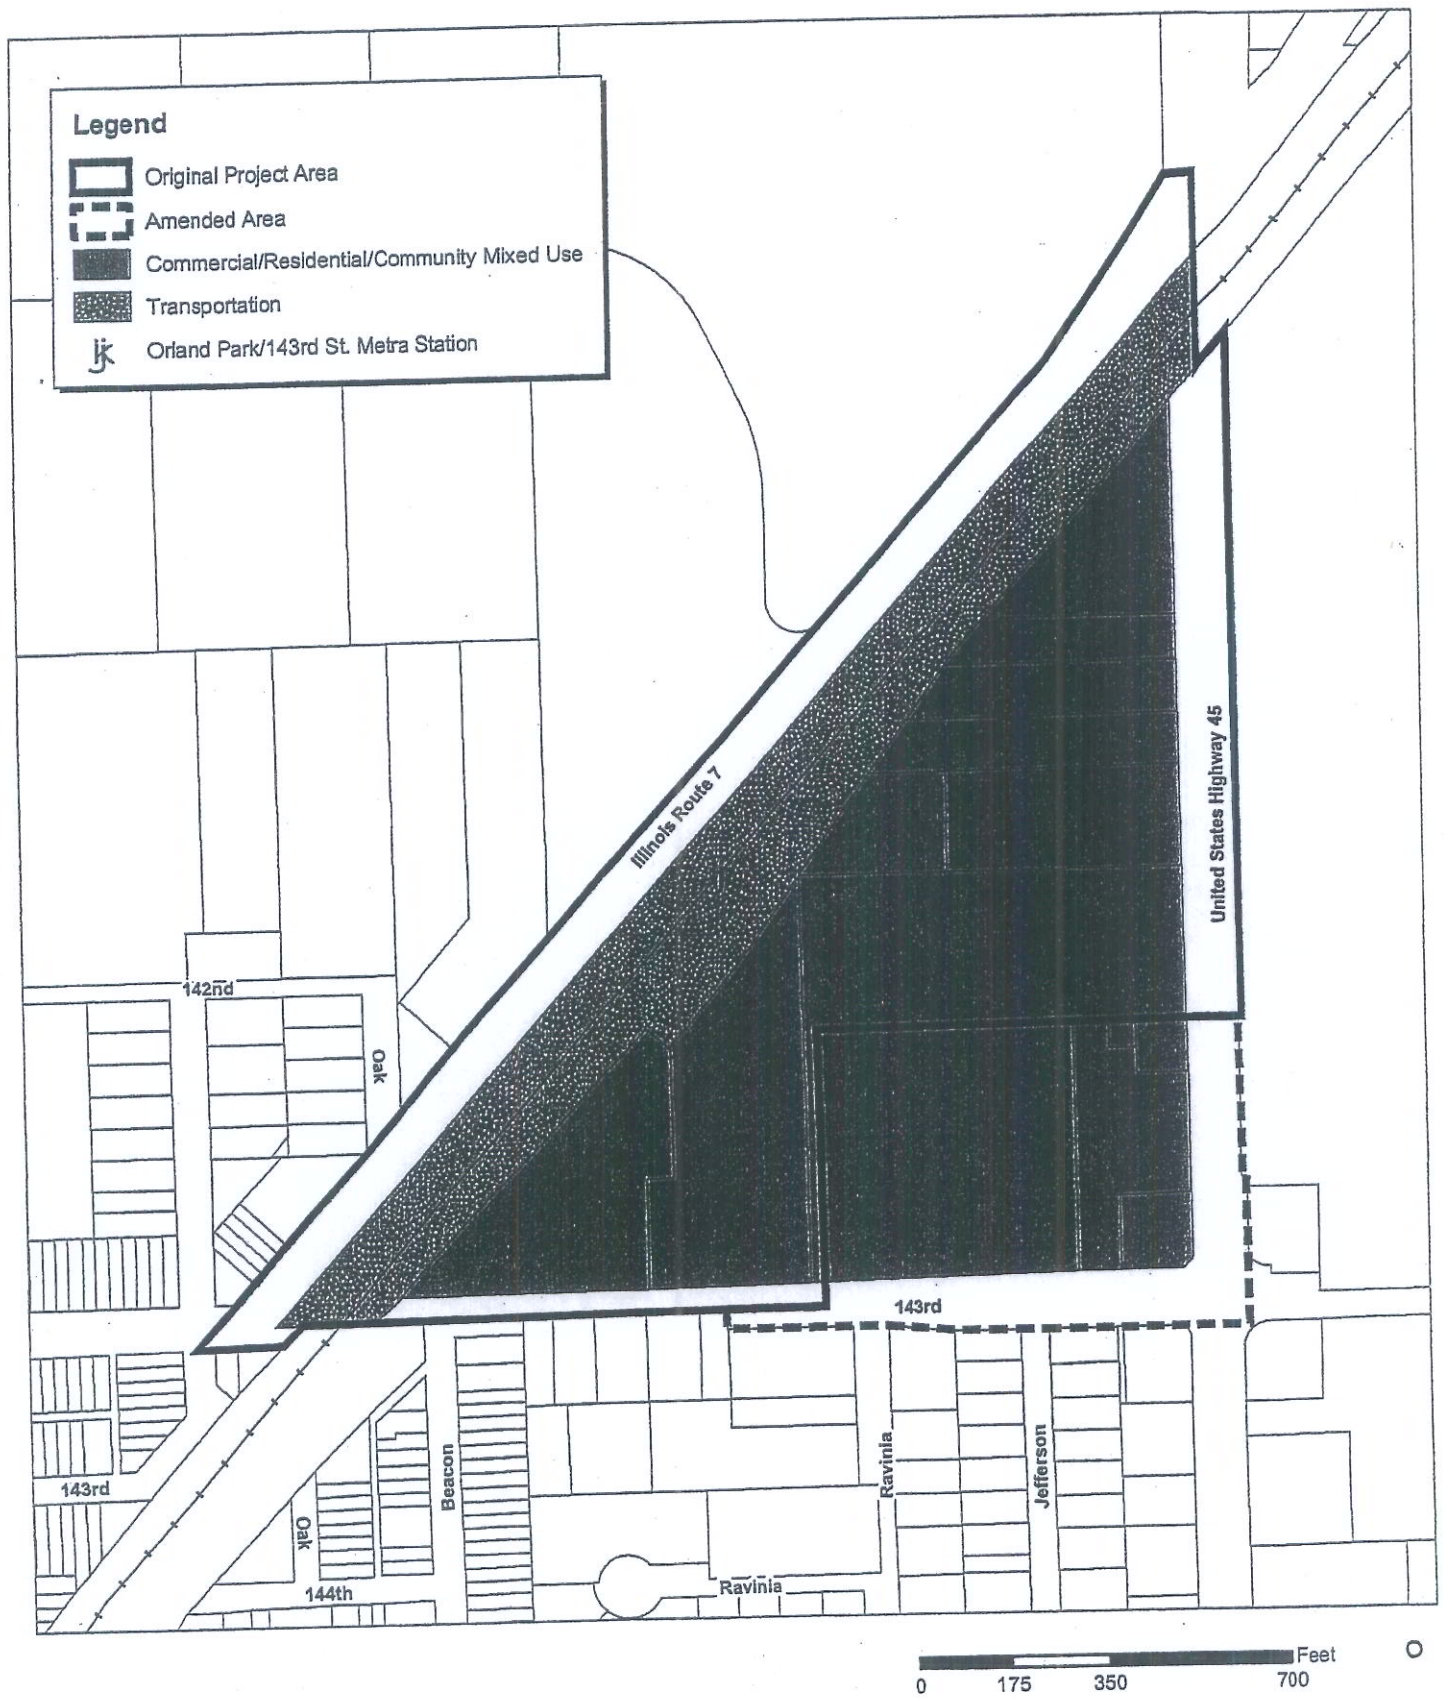 Legend
Original Project Area
Amended Area
Commercial/Residential/Community Mixed Use
Transportation
Orland Park/143rd St. Metra Station
Illinois Route 7
United States Highway 45
142nd
Oak
143rd
143rd
Beacon
Ravinia
Jefferson
Oak
144th
Ravinia
Feet
0 175 350 700